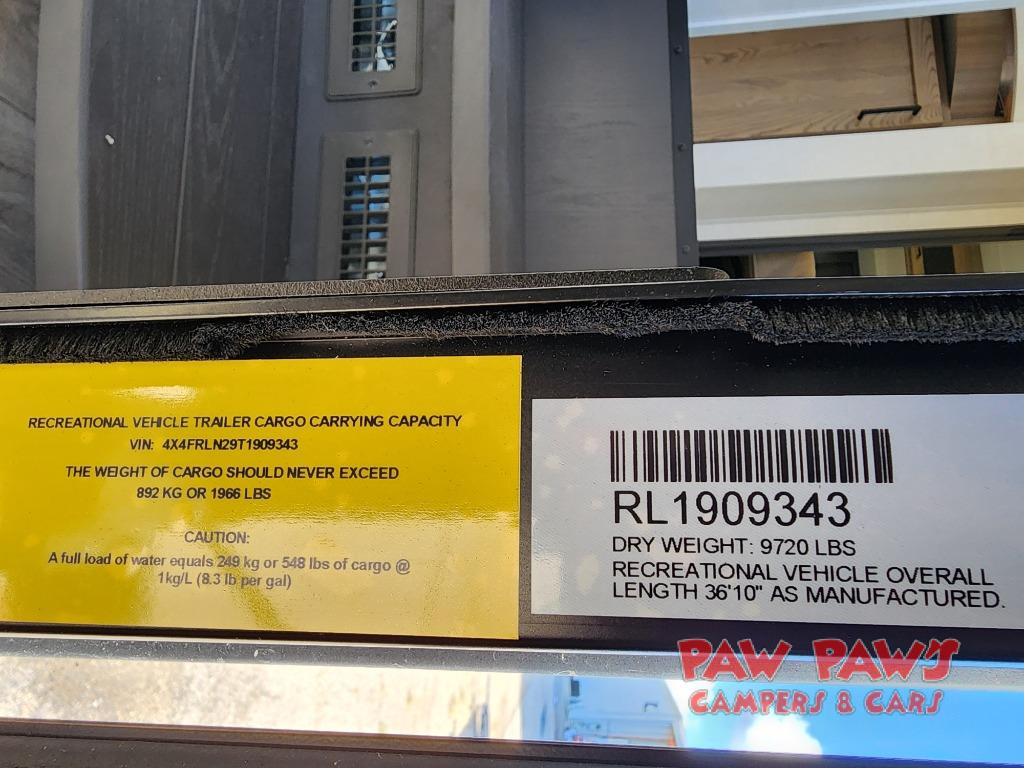 RECREATIONAL VEHICLE TRAILER CARGO CARRYING CAPACITY
VIN: 4X4FRLN29T1909343
THE WEIGHT OF CARGO SHOULD NEVER EXCEED
892 KG OR 1966 LBS
CAUTION:
A full load of water equals 249 kg or 548 lbs of cargo @
1kg/L (8.3 lb per gal)
RL1909343
DRY WEIGHT: 9720 LBS
RECREATIONAL VEHICLE OVERALL
LENGTH 36'10" AS MANUFACTURED.
PAW PAW'S
CAMPERS & CARS